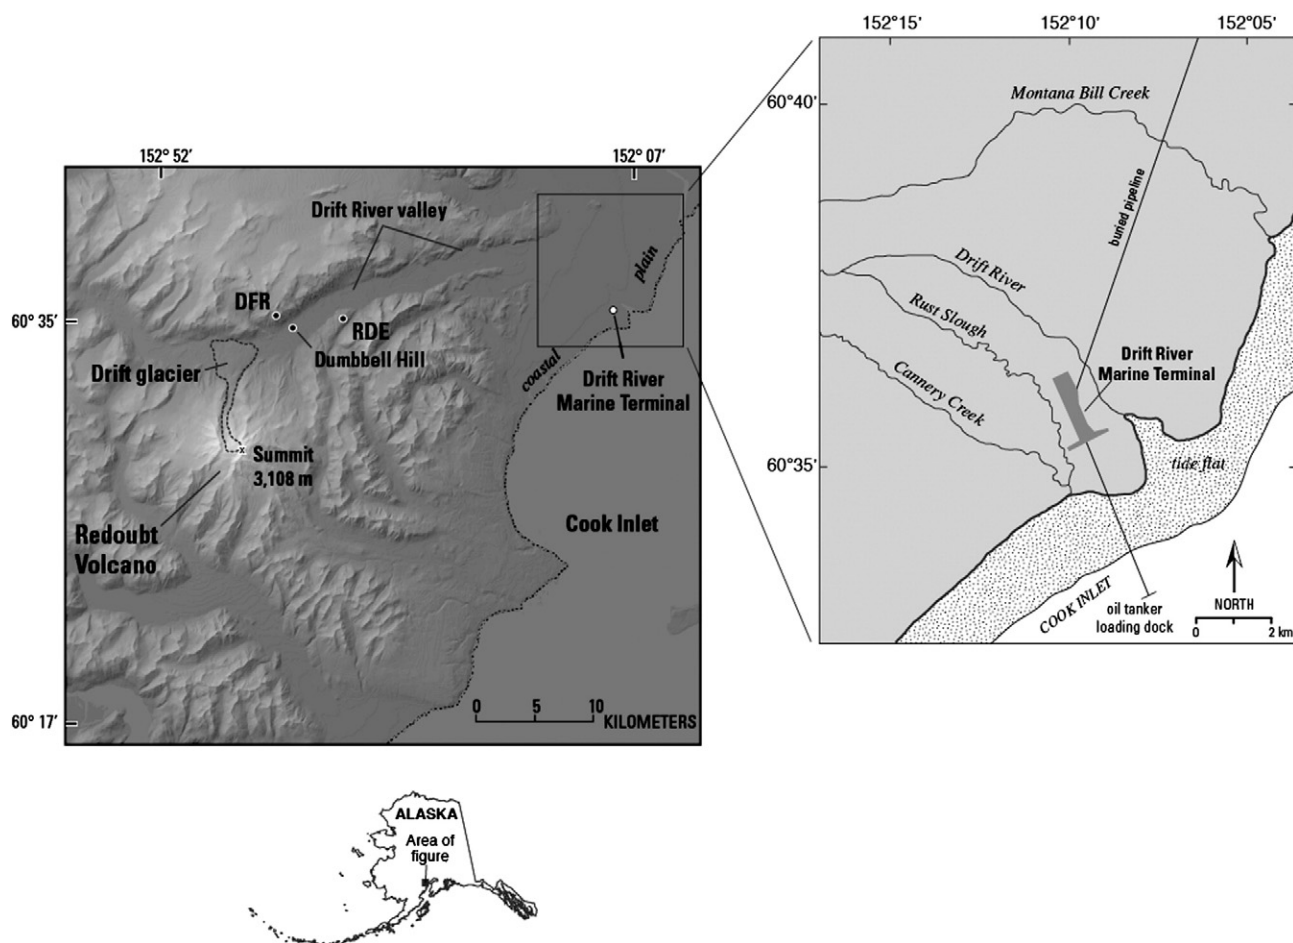 152° 52′
152° 07′
60° 35′
60° 17′
Drift River valley
DFR
RDE
Dumbbell Hill
Drift glacier
Summit
3,108 m
Redoubt
Volcano
plain
coastal
Drift River
Marine Terminal
Cook Inlet
0 5 10
KILOMETERS
152°15′
152°10′
152°05′
60°40′
60°35′
Montana Bill Creek
buried pipeline
Drift River
Rust Slough
Cannery Creek
Drift River
Marine Terminal
tide flat
COOK INLET
oil tanker
loading dock
NORTH
0 2 km
ALASKA
Area of
figure